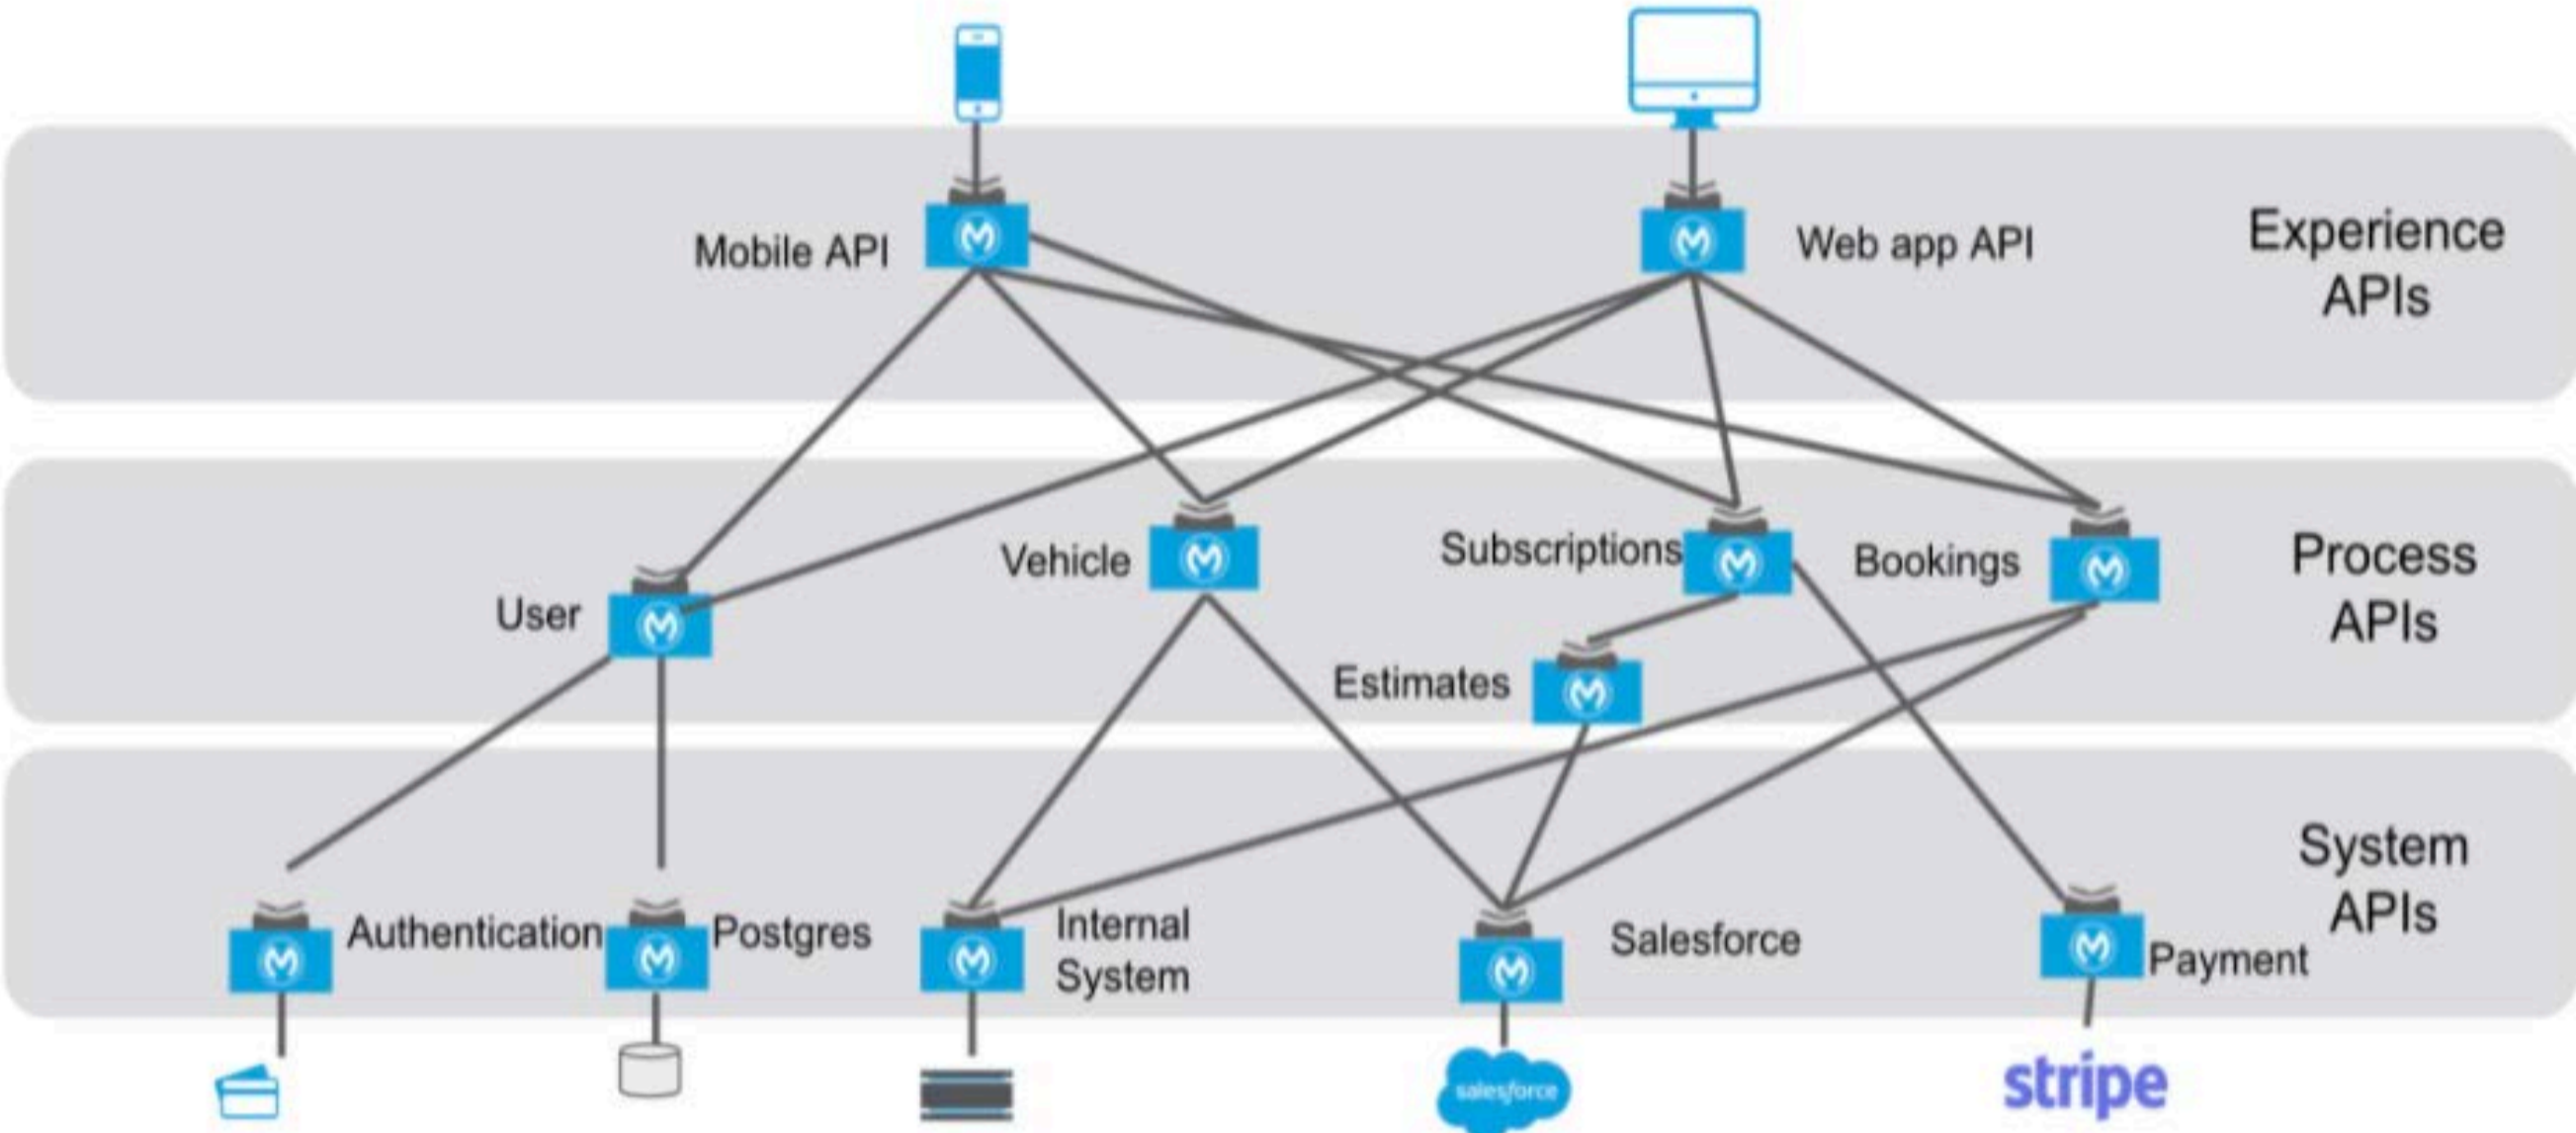 Mobile API
Web app API
Experience
APIs
User
Vehicle
Subscriptions
Bookings
Process
APIs
Estimates
System
APIs
Authentication
Postgres
Internal
System
Salesforce
Payment
salesforce
stripe